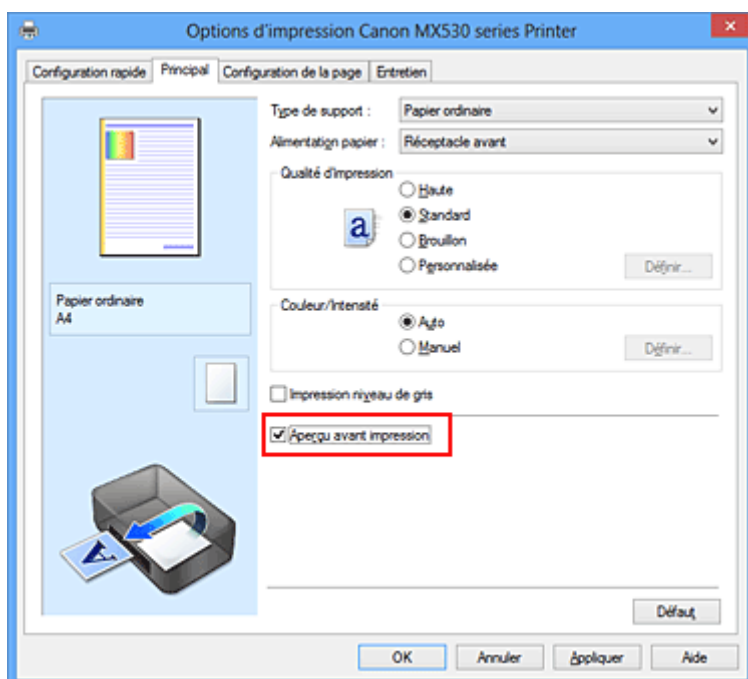 Options d'impression Canon MX530 series Printer
Configuration rapide Principal Configuration de la page Entretien
Type de support : Papier ordinaire
Alimentation papier : Réceptacle avant
Qualité d'impression
Haute
Standard
Brouillon
Personnalisée Définir...
Papier ordinaire
A4
Couleur/Intensité
Auto
Manuel Définir...
Impression niveau de gris
Aperçu avant impression
Défaut
OK Annuler Appliquer Aide
a
A